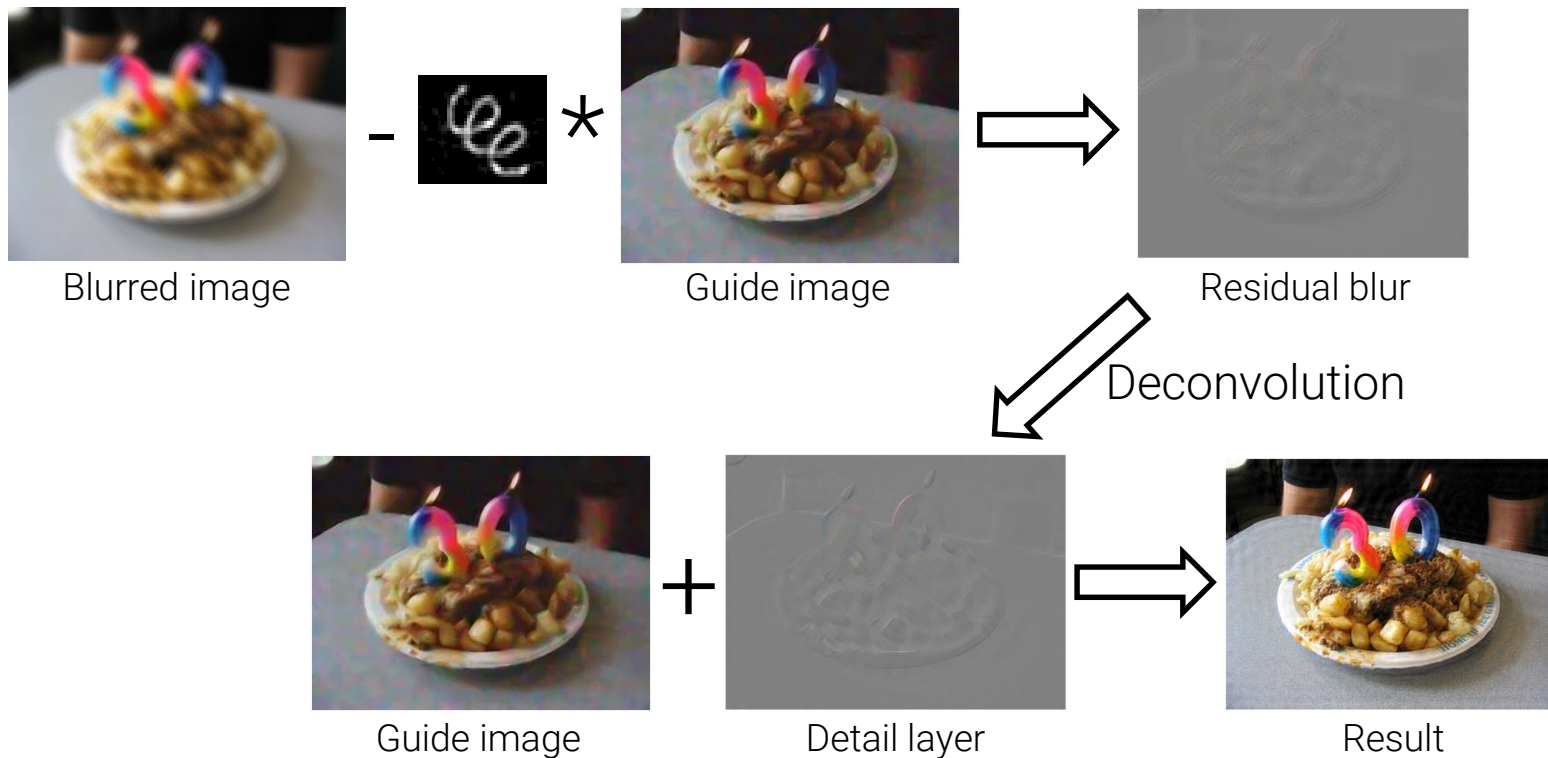 -
*
Blurred image
Guide image
Residual blur
Deconvolution
+
Guide image
Detail layer
Result